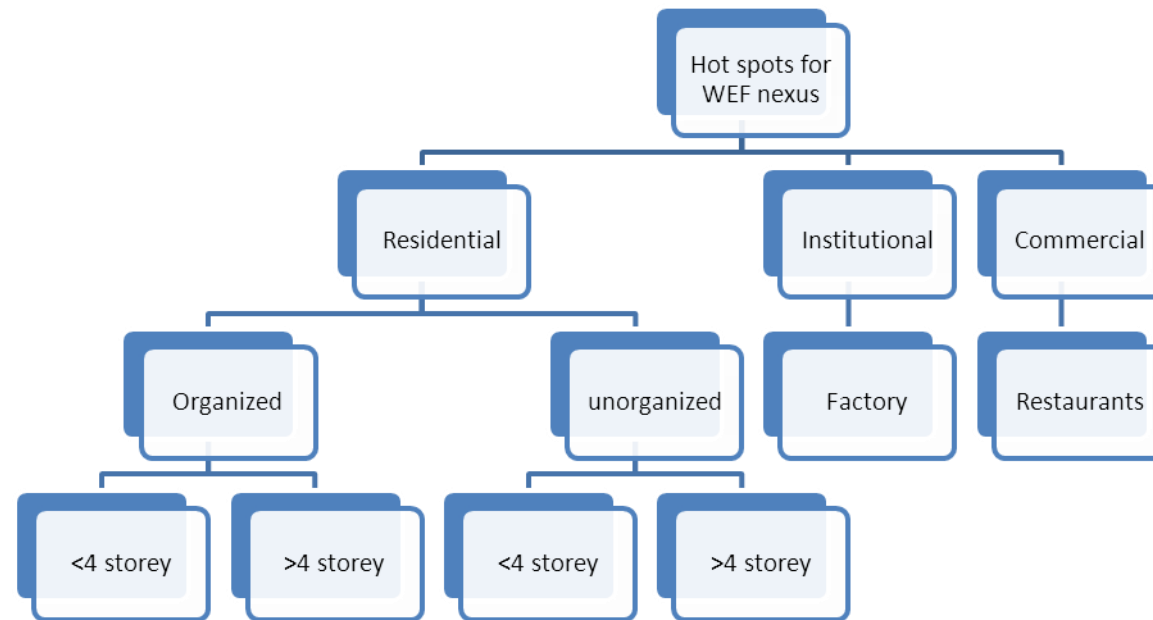 Hot spots for
WEF nexus
Residential
Institutional
Commercial
Organized
unorganized
Factory
Restaurants
<4 storey
>4 storey
<4 storey
>4 storey